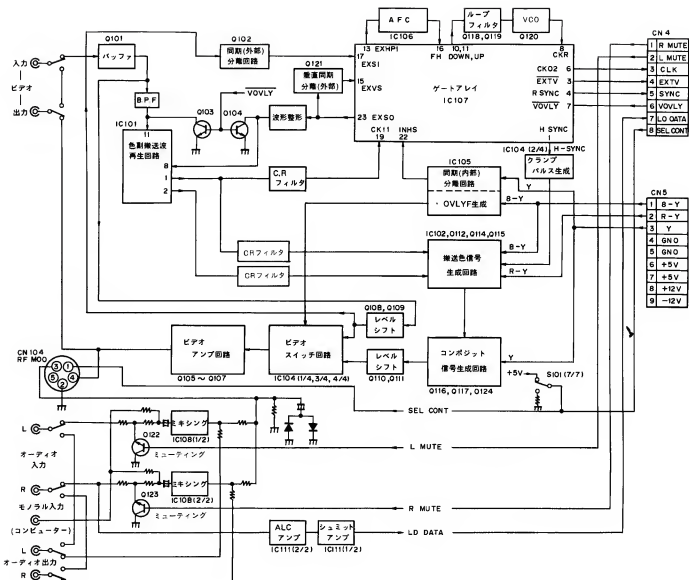 Q101
バッファ
入力
ビデオ
出力
B.P.F
IC101
11
色副搬送波
再生回路
8
1
2
Q102
同期(外部)
分離回路
Q121
垂直同期
分離(外部)
Q103
Q104
VOVLY
波形整形
C,R
フィルタ
AFC
IC106
ループ
フィルタ
Q118,Q119
VCO
Q120
13 EXHPI
16
FH
10,11
DOWN,UP
8
CKR
17
EXSI
15
EXVS
23 EXSO
CK11
19
INHS
22
ゲートアレイ
IC107
CKO2 6
EXTV 3
R SYNC 4
VOVLY 7
H SYNC
1
H-SYNC
IC104 (2/4)
クランプ
パルス生成
IC105
同期(内部)
分離回路
・OVLYF生成
Y
B-Y
CN4
1 R MUTE
2 L MUTE
3 CLK
4 EXTV
5 SYNC
6 VOVLY
7 LD DATA
8 SEL CONT
CN5
1 B-Y
2 R-Y
3 Y
4 GND
5 GND
6 +5V
7 +5V
8 +12V
9 -12V
CRフィルタ
CRフィルタ
IC102,Q112,Q114,Q115
搬送色信号
生成回路
B-Y
R-Y
Q108,Q109
レベル
シフト
レベル
シフト
Q110,Q111
ビデオ
アンプ回路
Q105～Q107
ビデオ
スイッチ回路
IC104(1/4,3/4,4/4)
コンポジット
信号生成回路
Q116,Q117,Q124
Y
+5V
S101(7/7)
CN104
RF MOD
3 1
5 4
2
SEL CONT
L
オーディオ
入力
R
モノラル入力
(コンピューター)
L
オーディオ出力
R
ミキシング
IC108(1/2)
Q122
ミューティング
ミキシング
IC108(2/2)
Q123
ミューティング
L MUTE
R MUTE
ALC
アンプ
IC111(2/2)
シュミット
アンプ
IC111(1/2)
LD DATA